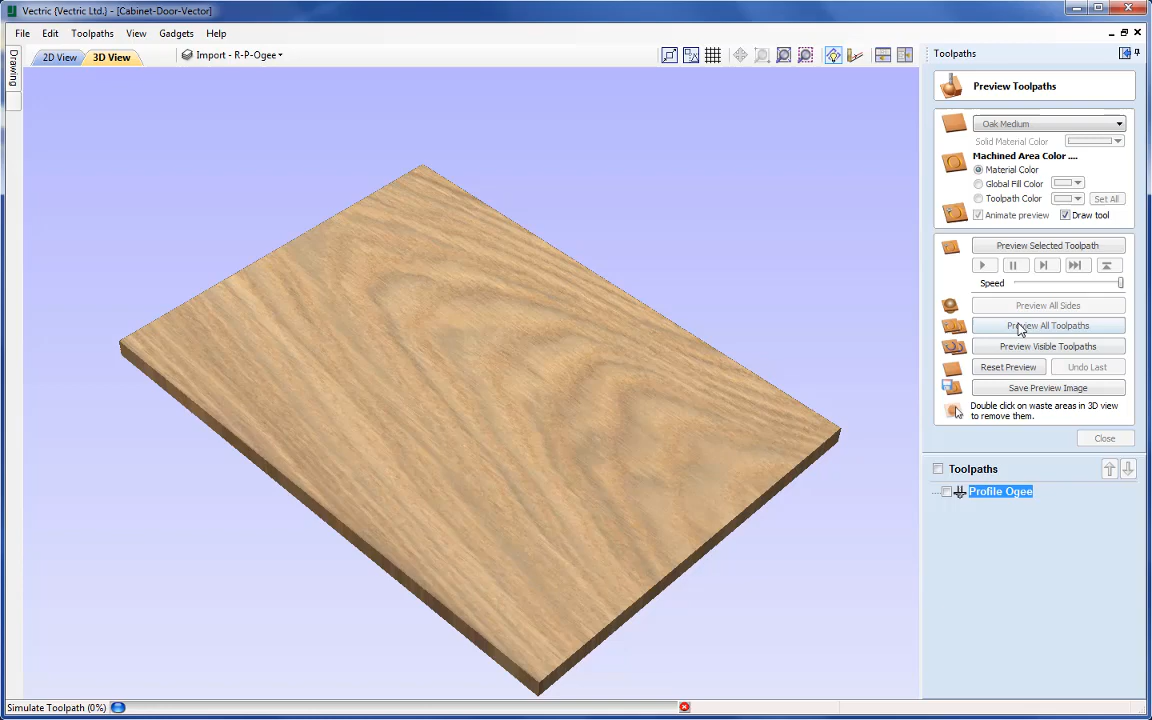 Vectric {Vectric Ltd.} - [Cabinet-Door-Vector]
File Edit Toolpaths View Gadgets Help
Drawing
2D View 3D View Import - R-P-Ogee
Toolpaths
Preview Toolpaths
Oak Medium
Solid Material Color
Machined Area Color ....
Material Color
Global Fill Color
Toolpath Color Set All
Animate preview Draw tool
Preview Selected Toolpath
Speed
Preview All Sides
Preview All Toolpaths
Preview Visible Toolpaths
Reset Preview Undo Last
Save Preview Image
Double click on waste areas in 3D view
to remove them.
Close
Toolpaths
Profile Ogee
Simulate Toolpath (0%)